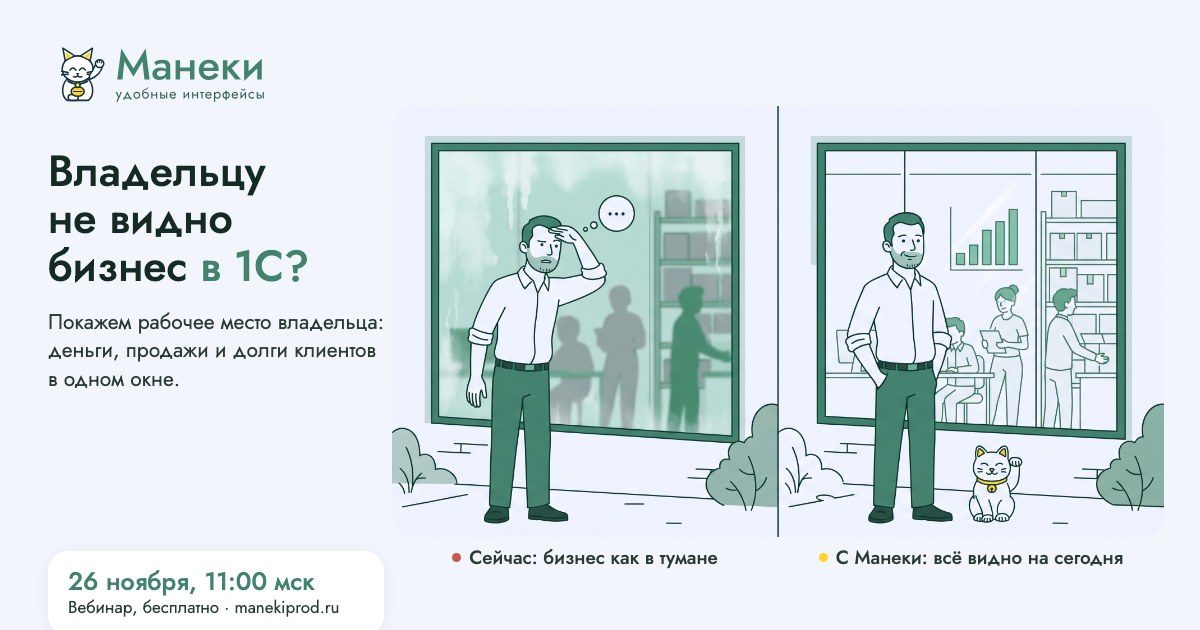 Манеки
удобные интерфейсы
Владельцу
не видно
бизнес в 1С?
Покажем рабочее место владельца:
деньги, продажи и долги клиентов
в одном окне.
Сейчас: бизнес как в тумане
С Манеки: всё видно на сегодня
26 ноября, 11:00 мск
Вебинар, бесплатно · manekiprod.ru